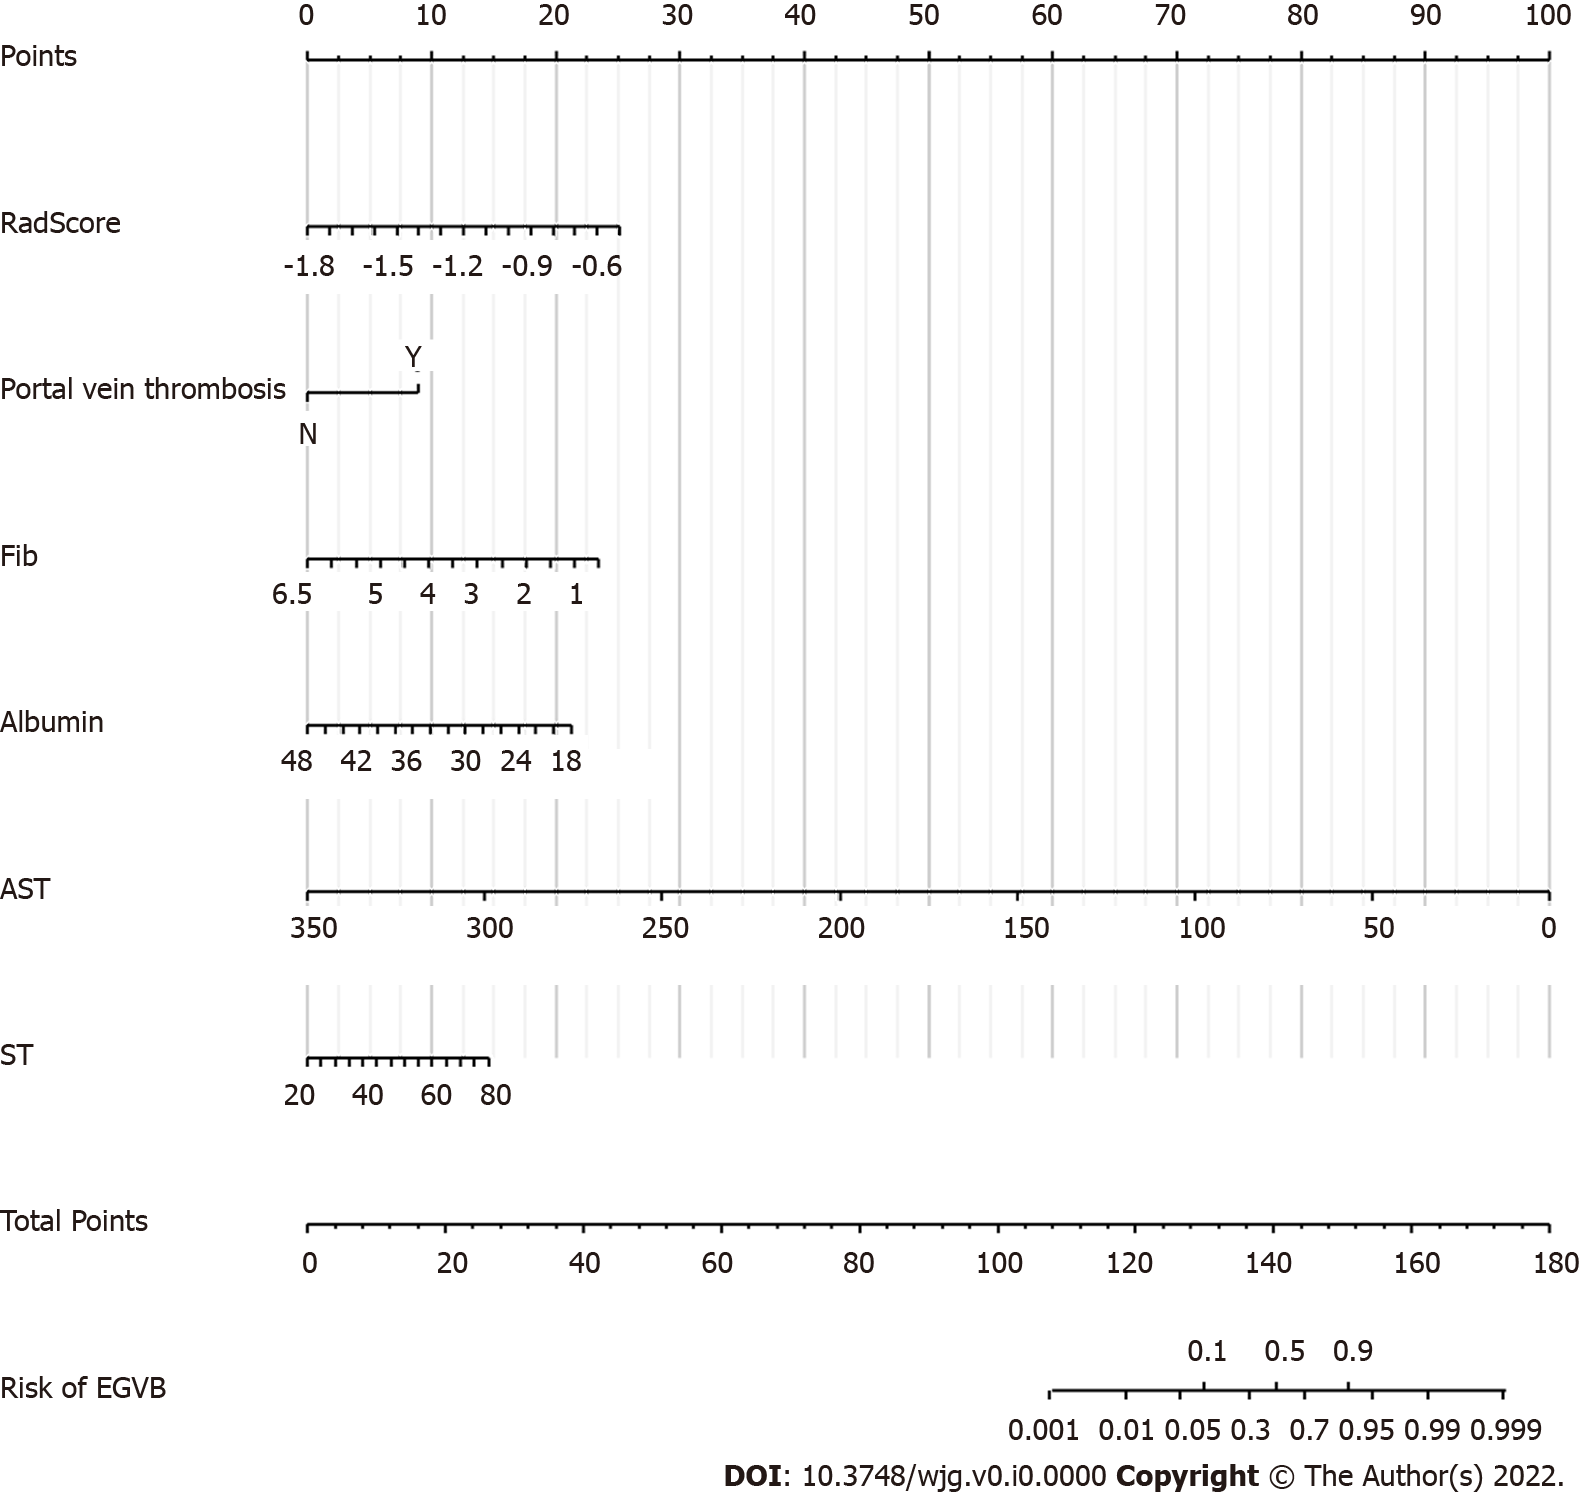 0 10 20 30 40 50 60 70 80 90 100
Points
RadScore
-1.8 -1.5 -1.2 -0.9 -0.6
Y
Portal vein thrombosis
N
Fib
6.5 5 4 3 2 1
Albumin
48 42 36 30 24 18
AST
350 300 250 200 150 100 50 0
ST
20 40 60 80
Total Points
0 20 40 60 80 100 120 140 160 180
0.1 0.5 0.9
Risk of EGVB
0.001 0.01 0.05 0.3 0.7 0.95 0.99 0.999
DOI: 10.3748/wjg.v0.i0.0000 Copyright © The Author(s) 2022.